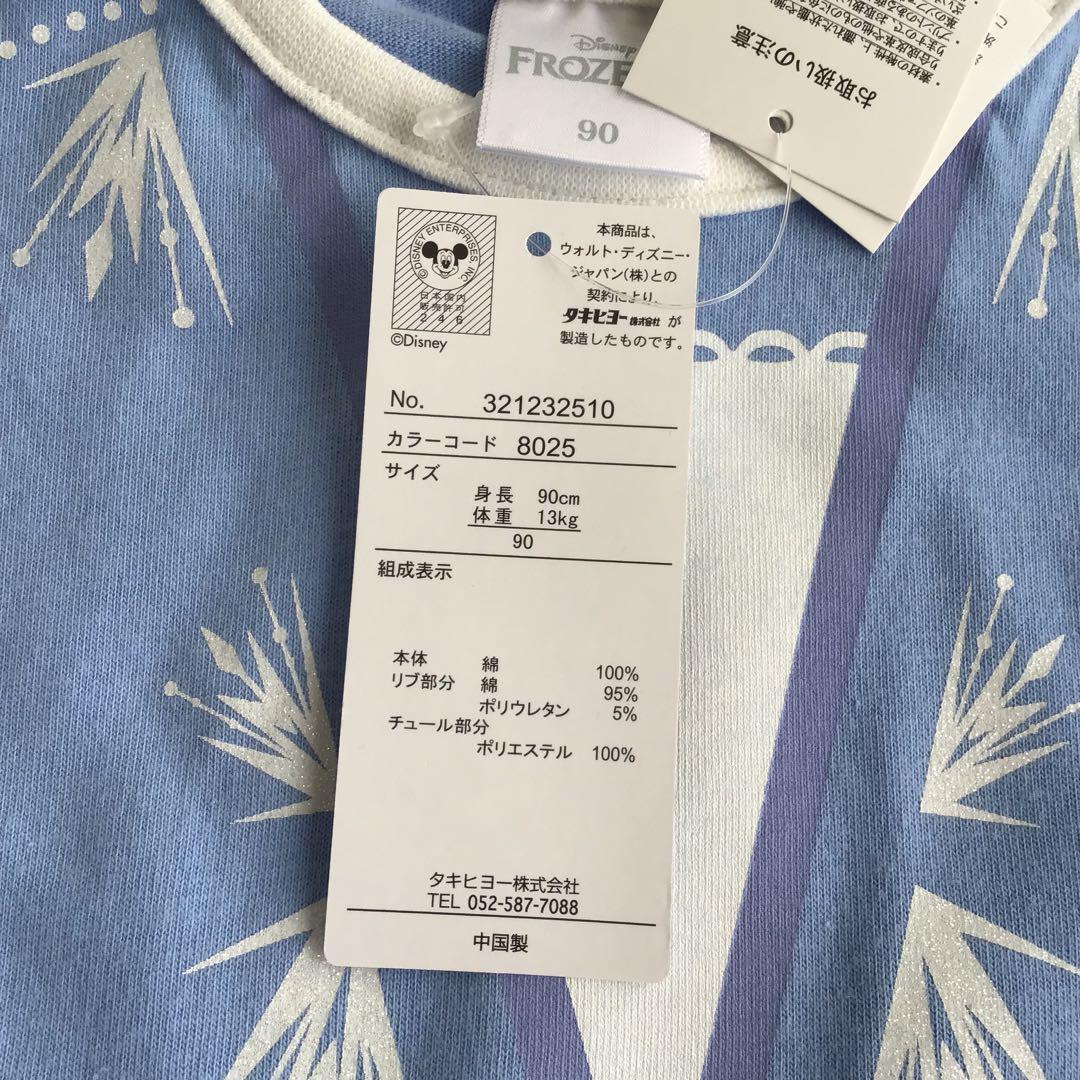 Disney
FROZE
90
お取扱いの注意
©DISNEY ENTERPRISES, INC.
日本国内
販売許可
2 4 6
©Disney
本商品は、
ウォルト・ディズニー・
ジャパン(株)との
契約により、
タキヒヨー株式会社が
製造したものです。
No. 321232510
カラーコード 8025
サイズ
身長 90cm
体重 13kg
90
組成表示
本体 綿 100%
リブ部分 綿 95%
ポリウレタン 5%
チュール部分
ポリエステル 100%
タキヒヨー株式会社
TEL 052-587-7088
中国製